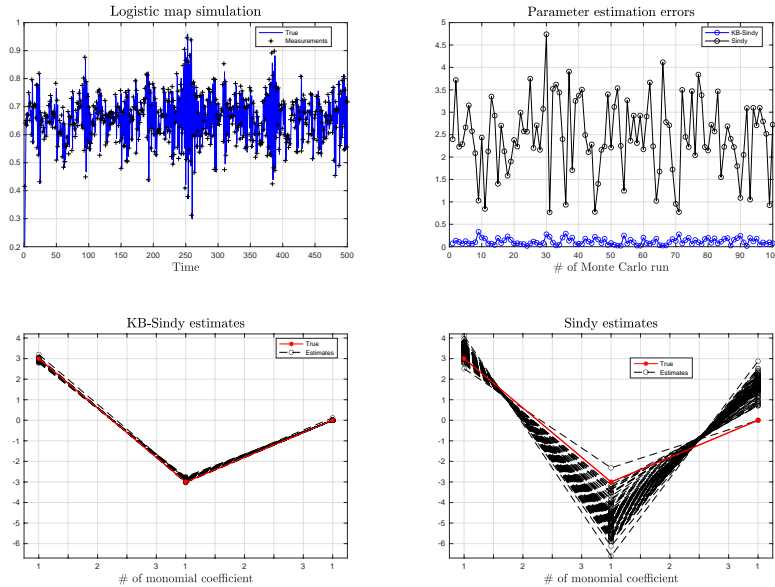 Logistic map simulation
True
Measurements
1
0.9
0.8
0.7
0.6
0.5
0.4
0.3
0.2
0 50 100 150 200 250 300 350 400 450 500
Time
Parameter estimation errors
KB-Sindy
Sindy
5
4.5
4
3.5
3
2.5
2
1.5
1
0.5
0
0 10 20 30 40 50 60 70 80 90 100
# of Monte Carlo run
KB-Sindy estimates
True
Estimates
4
3
2
1
0
-1
-2
-3
-4
-5
-6
1 2 2 3 1 2 2 3 1
# of monomial coefficient
Sindy estimates
True
Estimates
4
3
2
1
0
-1
-2
-3
-4
-5
-6
1 2 2 3 1 2 2 3 1
# of monomial coefficient